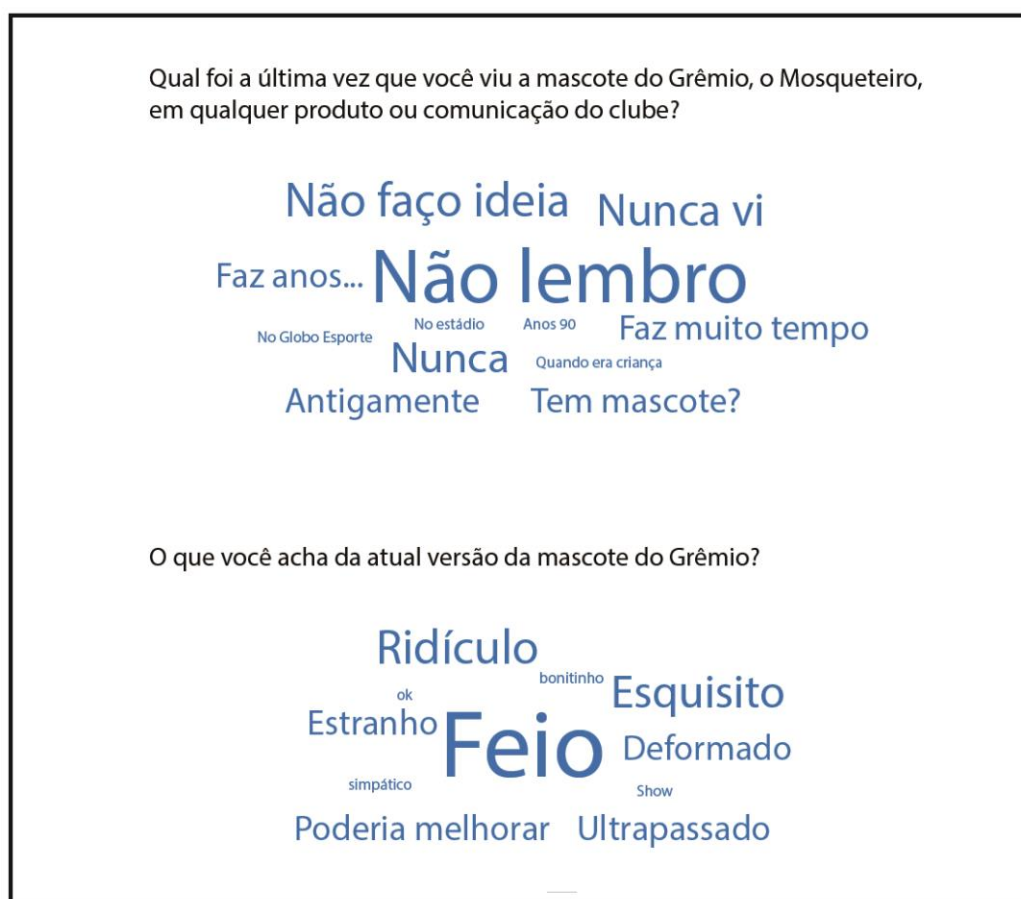 Qual foi a última vez que você viu a mascote do Grêmio, o Mosqueteiro,
em qualquer produto ou comunicação do clube?
Não faço ideia Nunca vi
Faz anos... Não lembro
No Globo Esporte No estádio Anos 90 Faz muito tempo
Nunca Quando era criança
Antigamente Tem mascote?
O que você acha da atual versão da mascote do Grêmio?
Ridículo
bonitinho Esquisito
ok
Estranho Feio Deformado
simpático Show
Poderia melhorar Ultrapassado